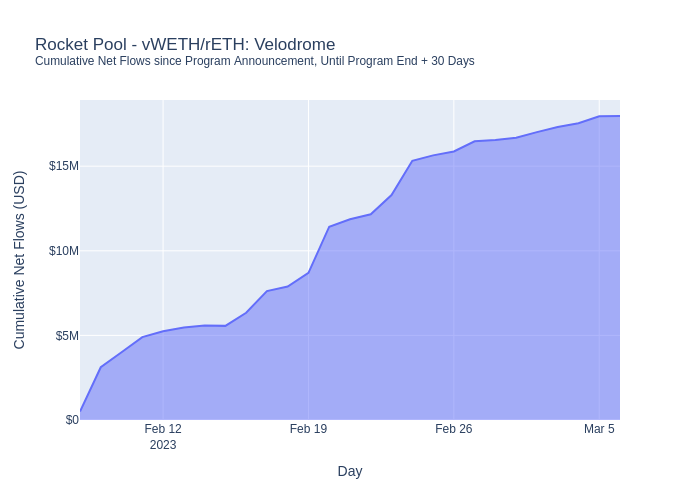 Rocket Pool - vWETH/rETH: Velodrome
Cumulative Net Flows since Program Announcement, Until Program End + 30 Days
Cumulative Net Flows (USD)
$15M
$10M
$5M
$0
Feb 12
2023
Feb 19
Feb 26
Mar 5
Day